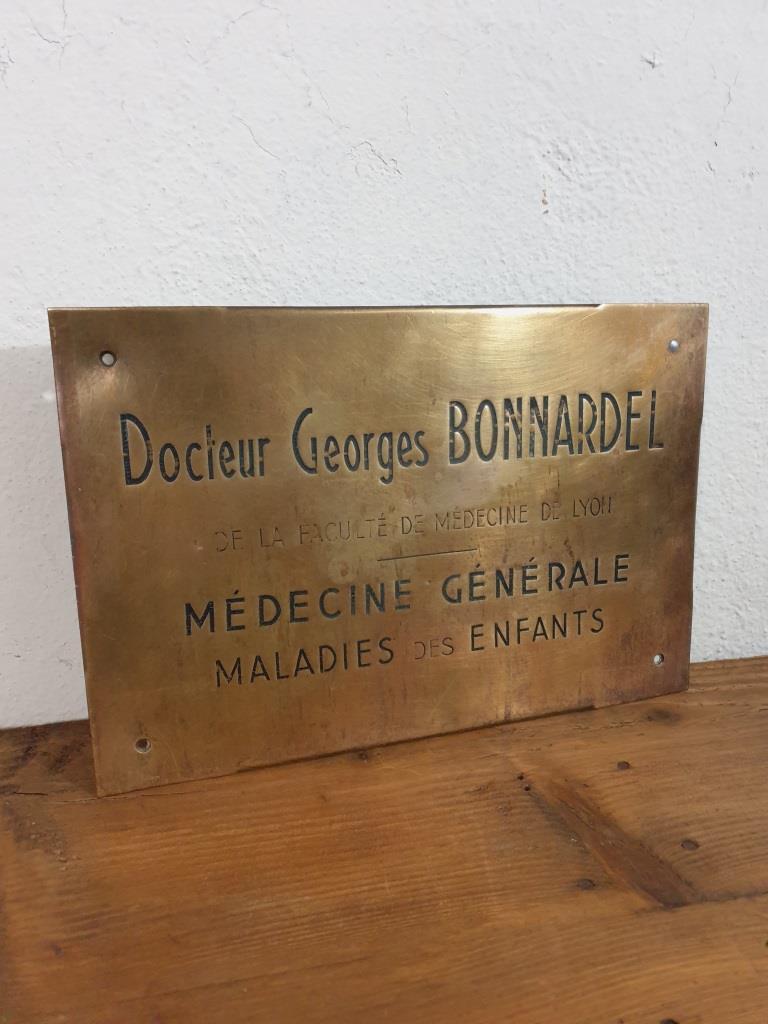 Docteur Georges BONNARDEL
DE LA FACULTÉ DE MÉDECINE DE LYON
MÉDECINE GÉNÉRALE
MALADIES DES ENFANTS